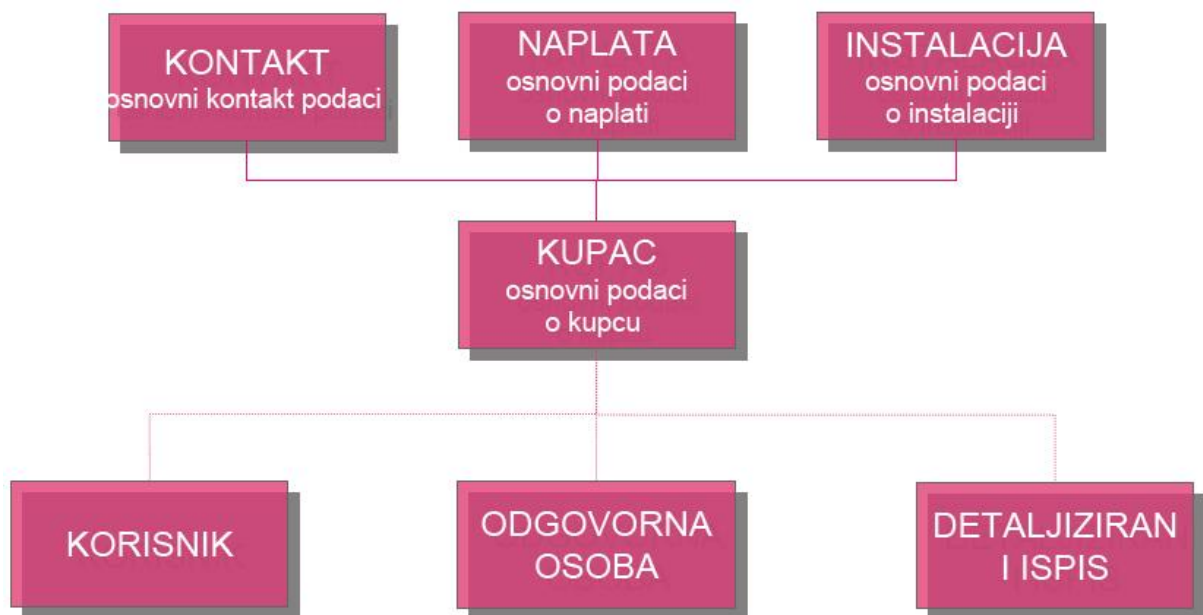 KONTAKT
osnovni kontakt podaci
NAPLATA
osnovni podaci
o naplati
INSTALACIJA
osnovni podaci
o instalaciji
KUPAC
osnovni podaci
o kupcu
KORISNIK
ODGOVORNA
OSOBA
DETALJIZIRAN
I ISPIS